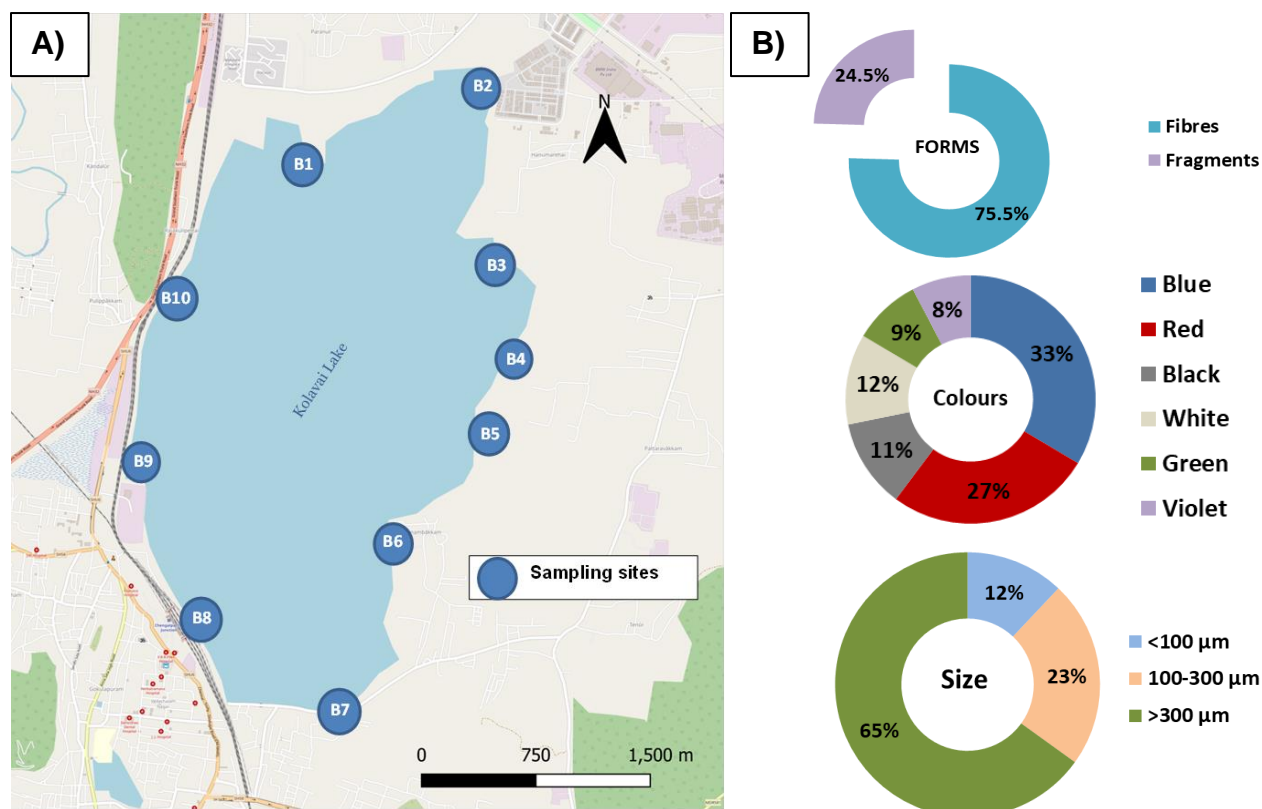 A)
B)
B1
B2
B3
B4
B5
B6
B7
B8
B9
B10
Kolavai Lake
N
Sampling sites
0 750 1,500 m
24.5%
FORMS
75.5%
Fibres
Fragments
8%
9%
33%
12%
Colours
11%
27%
Blue
Red
Black
White
Green
Violet
12%
Size
23%
65%
<100 µm
100-300 µm
>300 µm